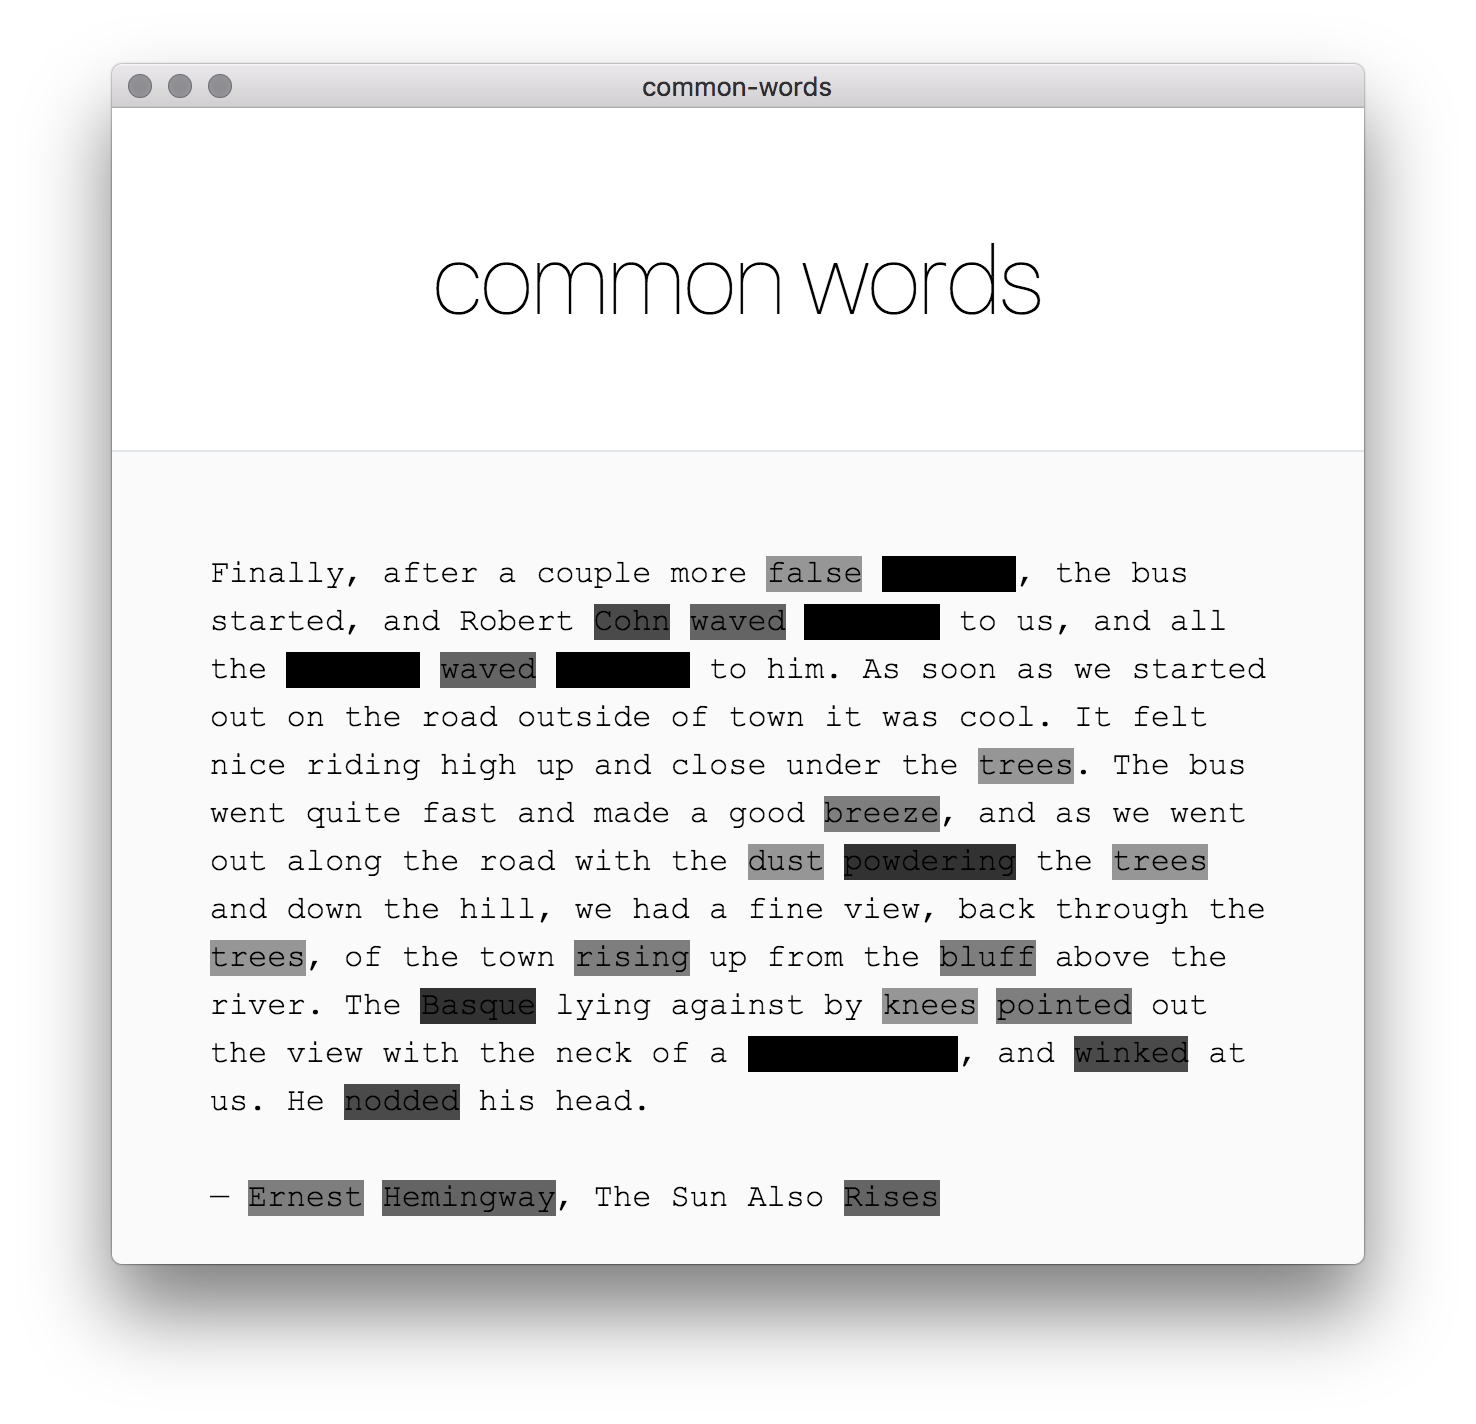 common-words
common words
Finally, after a couple more false , the bus
started, and Robert Cohn waved to us, and all
the waved to him. As soon as we started
out on the road outside of town it was cool. It felt
nice riding high up and close under the trees. The bus
went quite fast and made a good breeze, and as we went
out along the road with the dust powdering the trees
and down the hill, we had a fine view, back through the
trees, of the town rising up from the bluff above the
river. The Basque lying against by knees pointed out
the view with the neck of a , and winked at
us. He nodded his head.
— Ernest Hemingway, The Sun Also Rises